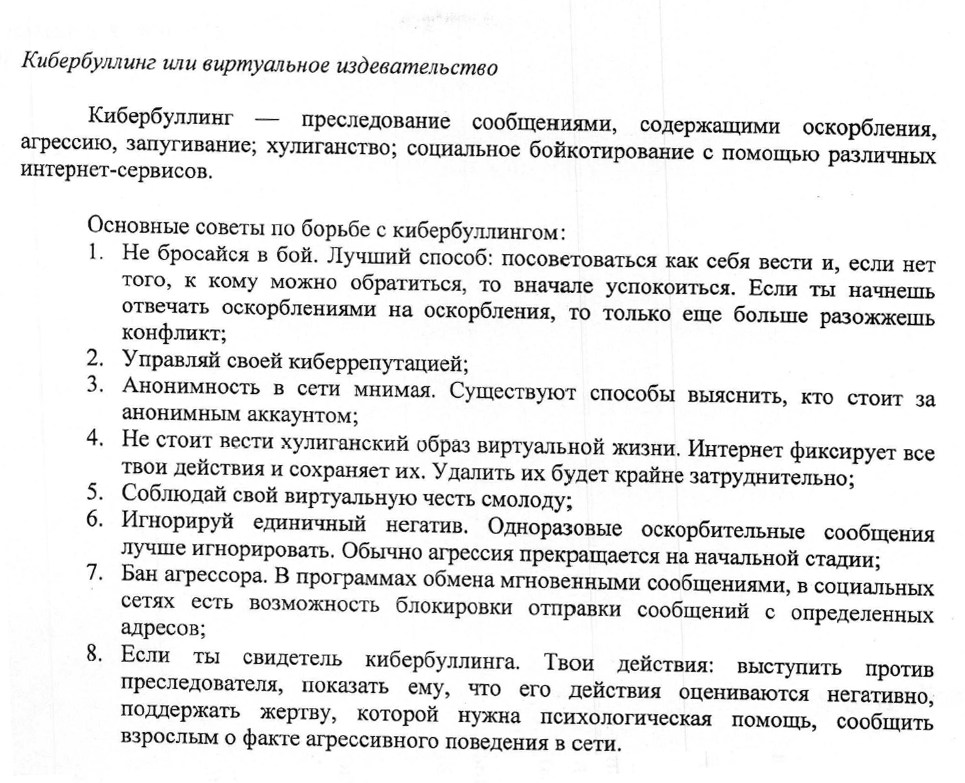 Кибербуллинг или виртуальное издевательство
Кибербуллинг — преследование сообщениями, содержащими оскорбления,
агрессию, запугивание; хулиганство; социальное бойкотирование с помощью различных
интернет-сервисов.
Основные советы по борьбе с кибербуллингом:
1. Не бросайся в бой. Лучший способ: посоветоваться как себя вести и, если нет
того, к кому можно обратиться, то вначале успокоиться. Если ты начнешь
отвечать оскорблениями на оскорбления, то только еще больше разожжешь
конфликт;
2. Управляй своей киберрепутацией;
3. Анонимность в сети мнимая. Существуют способы выяснить, кто стоит за
анонимным аккаунтом;
4. Не стоит вести хулиганский образ виртуальной жизни. Интернет фиксирует все
твои действия и сохраняет их. Удалить их будет крайне затруднительно;
5. Соблюдай свой виртуальную честь смолоду;
6. Игнорируй единичный негатив. Одноразовые оскорбительные сообщения
лучше игнорировать. Обычно агрессия прекращается на начальной стадии;
7. Бан агрессора. В программах обмена мгновенными сообщениями, в социальных
сетях есть возможность блокировки отправки сообщений с определенных
адресов;
8. Если ты свидетель кибербуллинга. Твои действия: выступить против
преследователя, показать ему, что его действия оцениваются негативно,
поддержать жертву, которой нужна психологическая помощь, сообщить
взрослым о факте агрессивного поведения в сети.